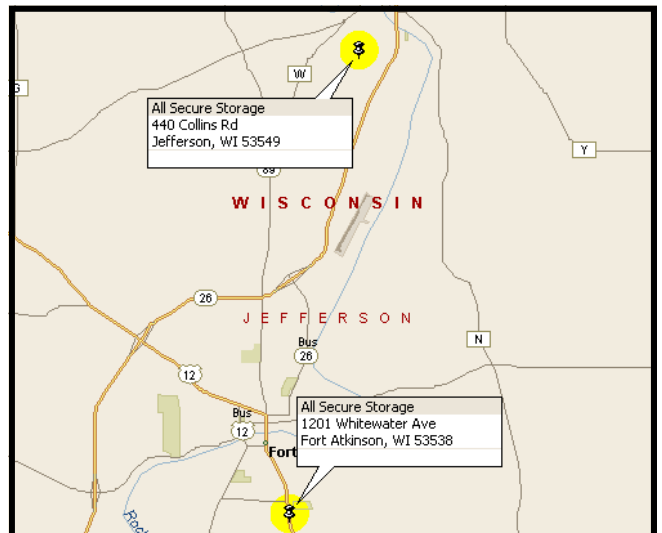 W
G
All Secure Storage
440 Collins Rd
Jefferson, WI 53549
Y
89
WISCONSIN
26
JEFFERSON
Bus
26
N
12
Bus
12
All Secure Storage
1201 Whitewater Ave
Fort Atkinson, WI 53538
Fort
Rock